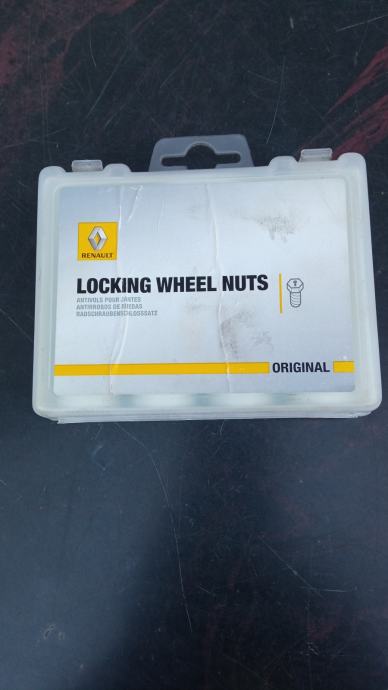 RENAULT
LOCKING WHEEL NUTS
ANTIVOLS POUR JANTES
ANTIRROBOS DE RUEDAS
RADSCHRAUBENSCHLOSSSATZ
ORIGINAL